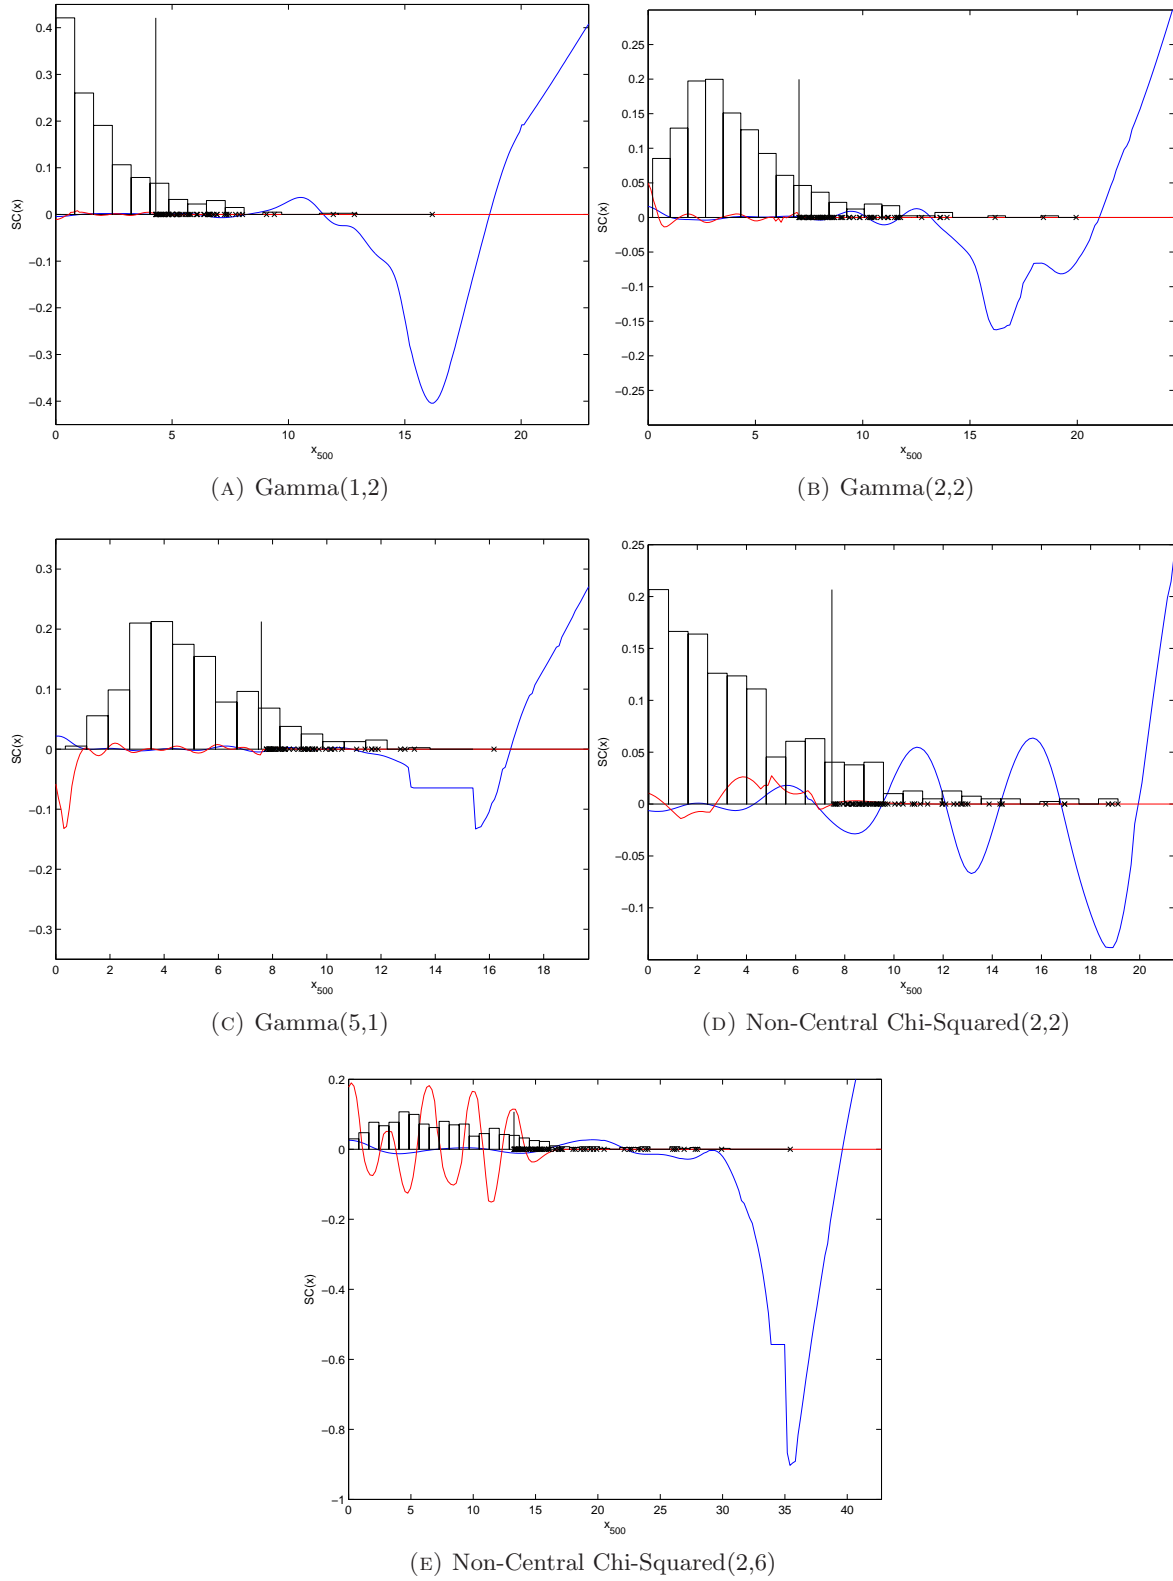 0.4
0.3
0.2
0.1
0
−0.1
−0.2
−0.3
−0.4
SC(x)
0 5 10 15 20
x500
(A) Gamma(1,2)
0.25
0.2
0.15
0.1
0.05
0
−0.05
−0.1
−0.15
−0.2
−0.25
SC(x)
0 5 10 15 20
x500
(B) Gamma(2,2)
0.3
0.2
0.1
0
−0.1
−0.2
−0.3
SC(x)
0 2 4 6 8 10 12 14 16 18
x500
(C) Gamma(5,1)
0.25
0.2
0.15
0.1
0.05
0
−0.05
−0.1
SC(x)
0 2 4 6 8 10 12 14 16 18 20
x500
(D) Non-Central Chi-Squared(2,2)
0.2
0
−0.2
−0.4
−0.6
−0.8
−1
SC(x)
0 5 10 15 20 25 30 35 40
x500
(E) Non-Central Chi-Squared(2,6)